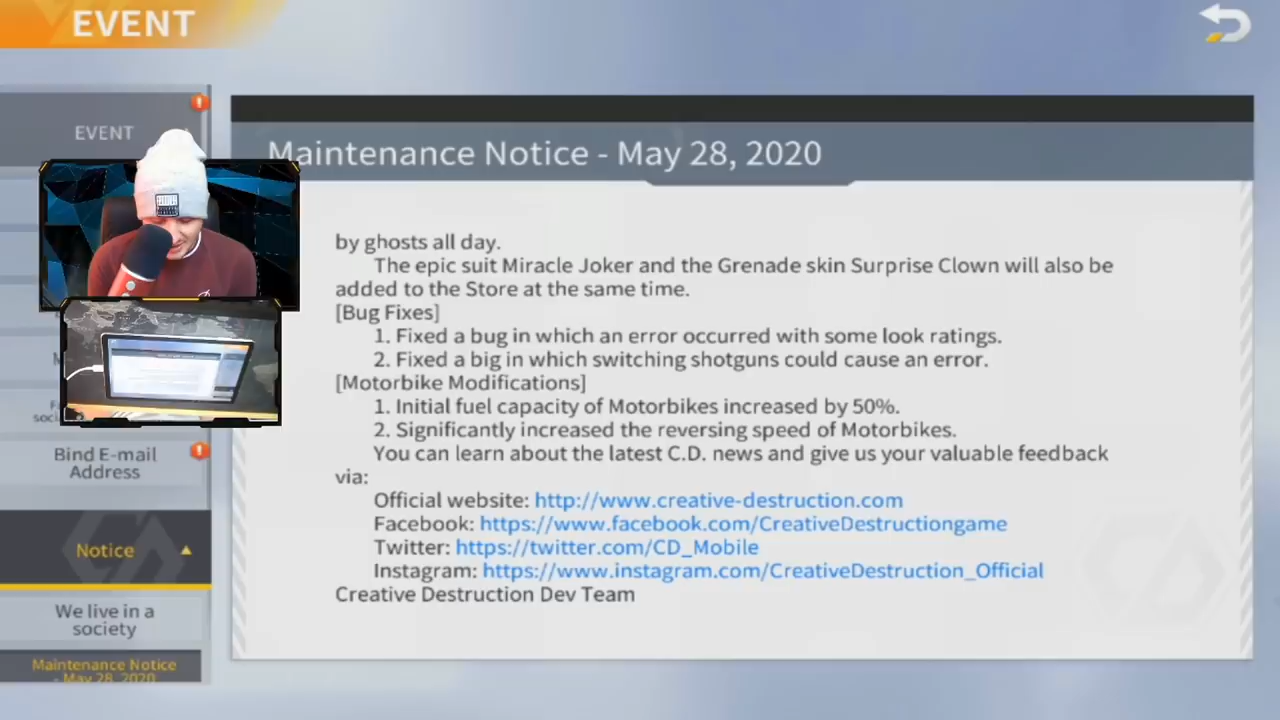 EVENT
EVENT
Maintenance Notice - May 28, 2020
by ghosts all day.
The epic suit Miracle Joker and the Grenade skin Surprise Clown will also be
added to the Store at the same time.
[Bug Fixes]
1. Fixed a bug in which an error occurred with some look ratings.
2. Fixed a big in which switching shotguns could cause an error.
[Motorbike Modifications]
1. Initial fuel capacity of Motorbikes increased by 50%.
2. Significantly increased the reversing speed of Motorbikes.
You can learn about the latest C.D. news and give us your valuable feedback
via:
Official website: http://www.creative-destruction.com
Facebook: https://www.facebook.com/CreativeDestructiongame
Twitter: https://twitter.com/CD_Mobile
Instagram: https://www.instagram.com/CreativeDestruction_Official
Creative Destruction Dev Team
Bind E-mail
Address
Notice
We live in a
society
Maintenance Notice
- May 28, 2020